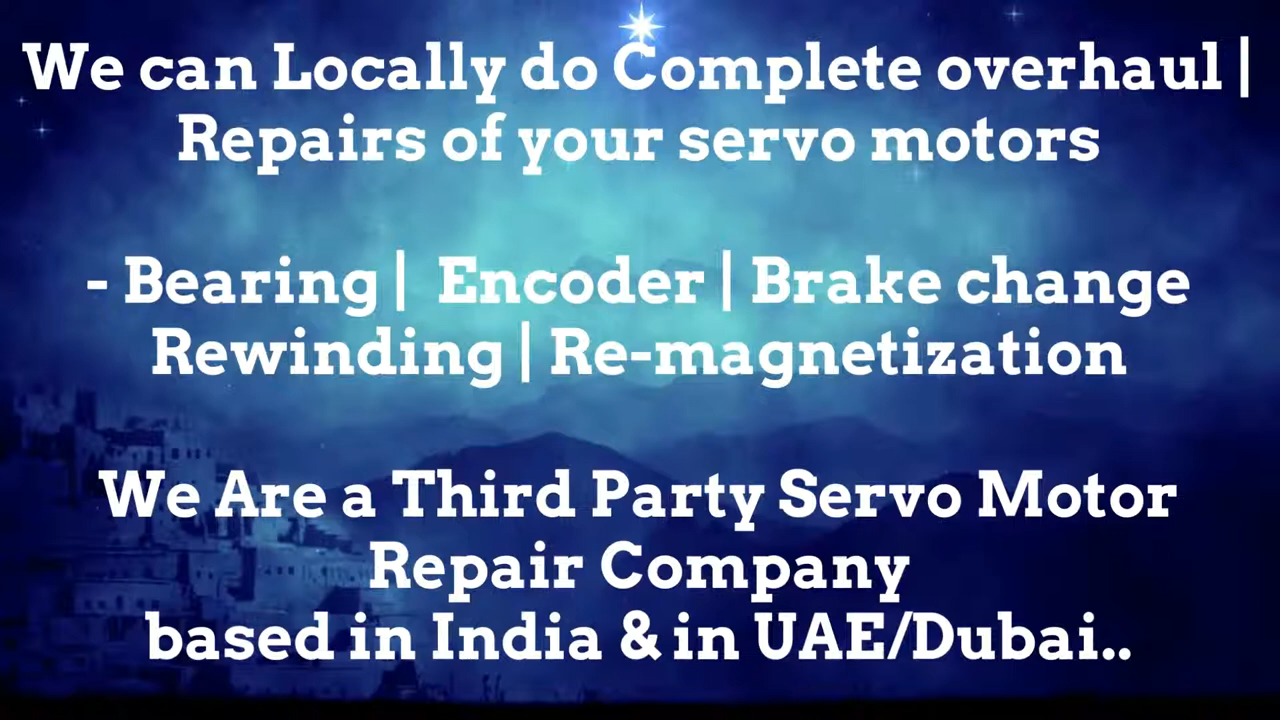 We can Locally do Complete overhaul |
Repairs of your servo motors
- Bearing | Encoder | Brake change
Rewinding | Re-magnetization
We Are a Third Party Servo Motor
Repair Company
based in India & in UAE/Dubai..